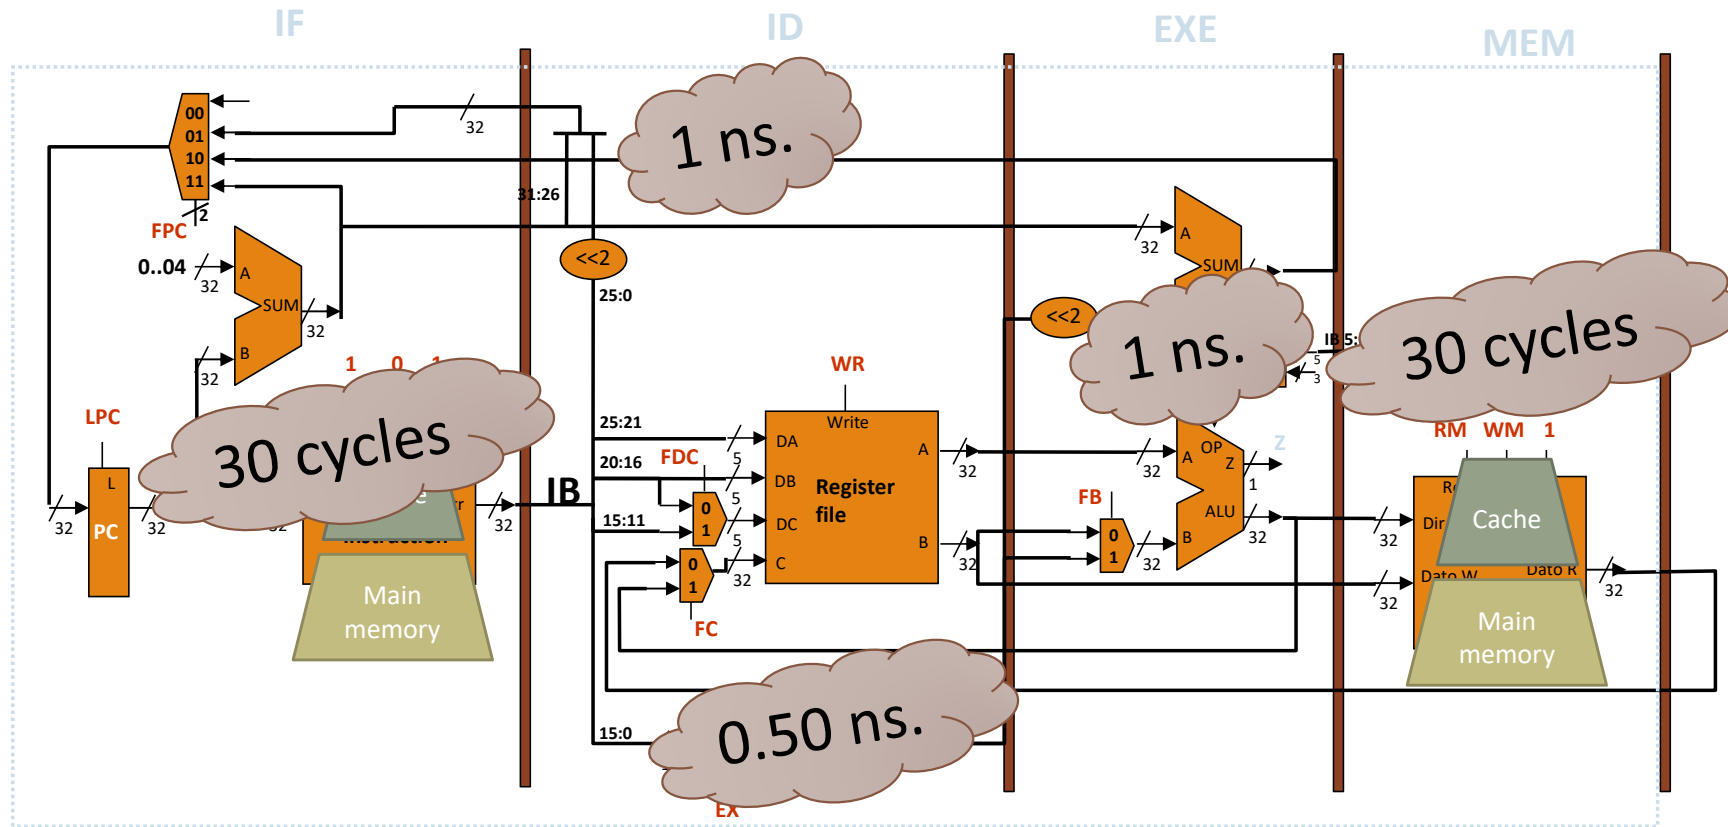 IF
ID
EXE
MEM
00
01
10
11
2
FPC
32
1 ns.
31:26
0..04
32
A
SUM
B
32
32
<<2
25:0
A
32
SUM
<<2
1 ns.
IB 5:
5
3
30 cycles
1 0 1
30 cycles
LPC
L
PC
32
32
32
32
IB
Main
memory
WR
Write
25:21
DA
5
20:16
FDC
DB
5
0
1
15:11
DC
5
0
1
C
32
FC
Register
file
A
B
32
32
FB
0
1
32
32
A
B
OP
Z
ALU
Z
1
32
RM WM 1
Cache
Dir
Dato W
Dato R
32
32
32
Main
memory
15:0
0.50 ns.
EX